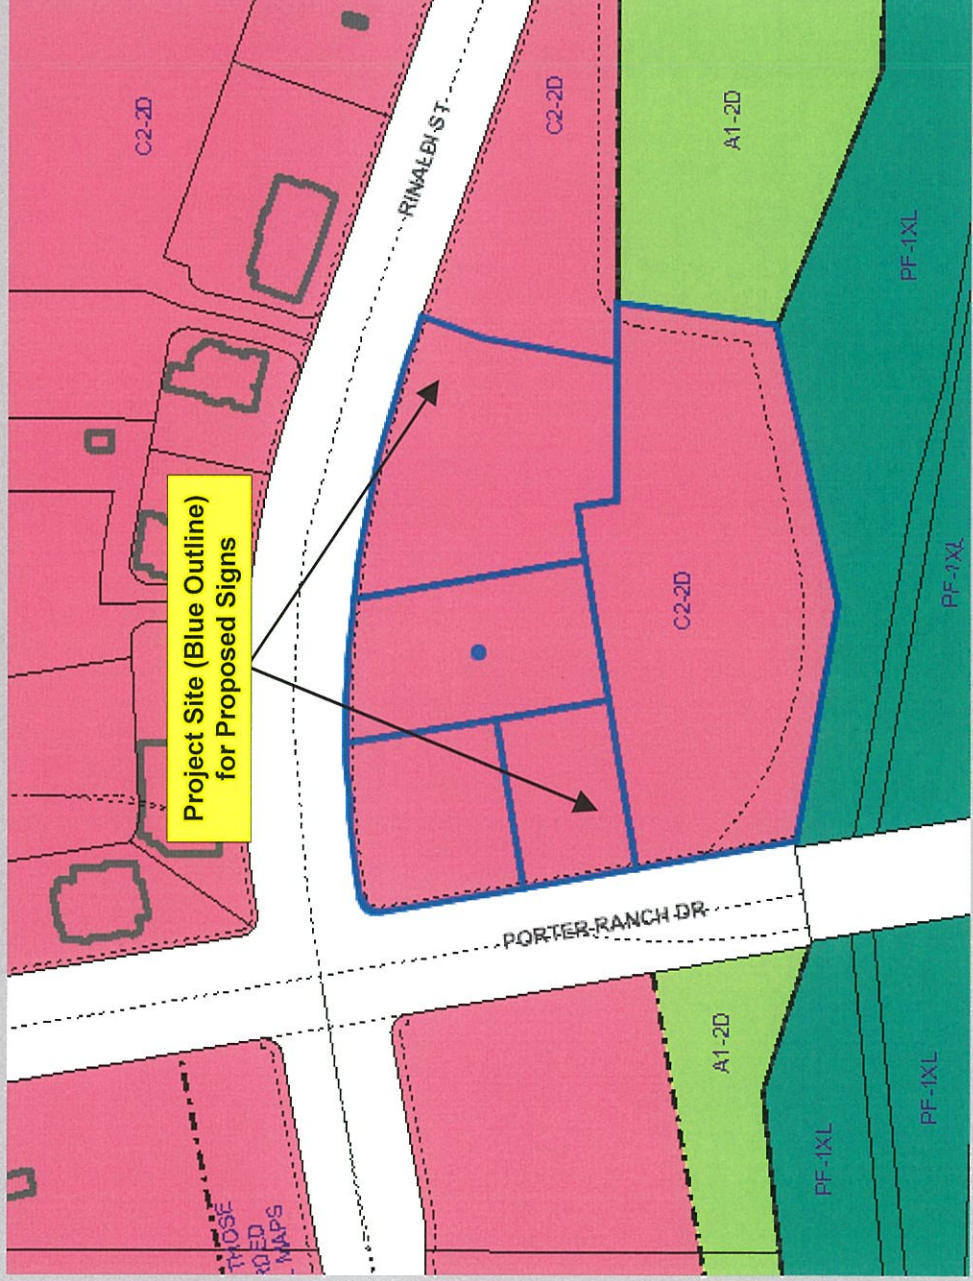 C2-2D
RINALDI ST
C2-2D
A1-2D
PF-1XL
Project Site (Blue Outline)
for Proposed Signs
C2-2D
PF-1XL
PORTER RANCH DR
A1-2D
PF-1XL
PF-1XL
THOSE
RDED
MAPS